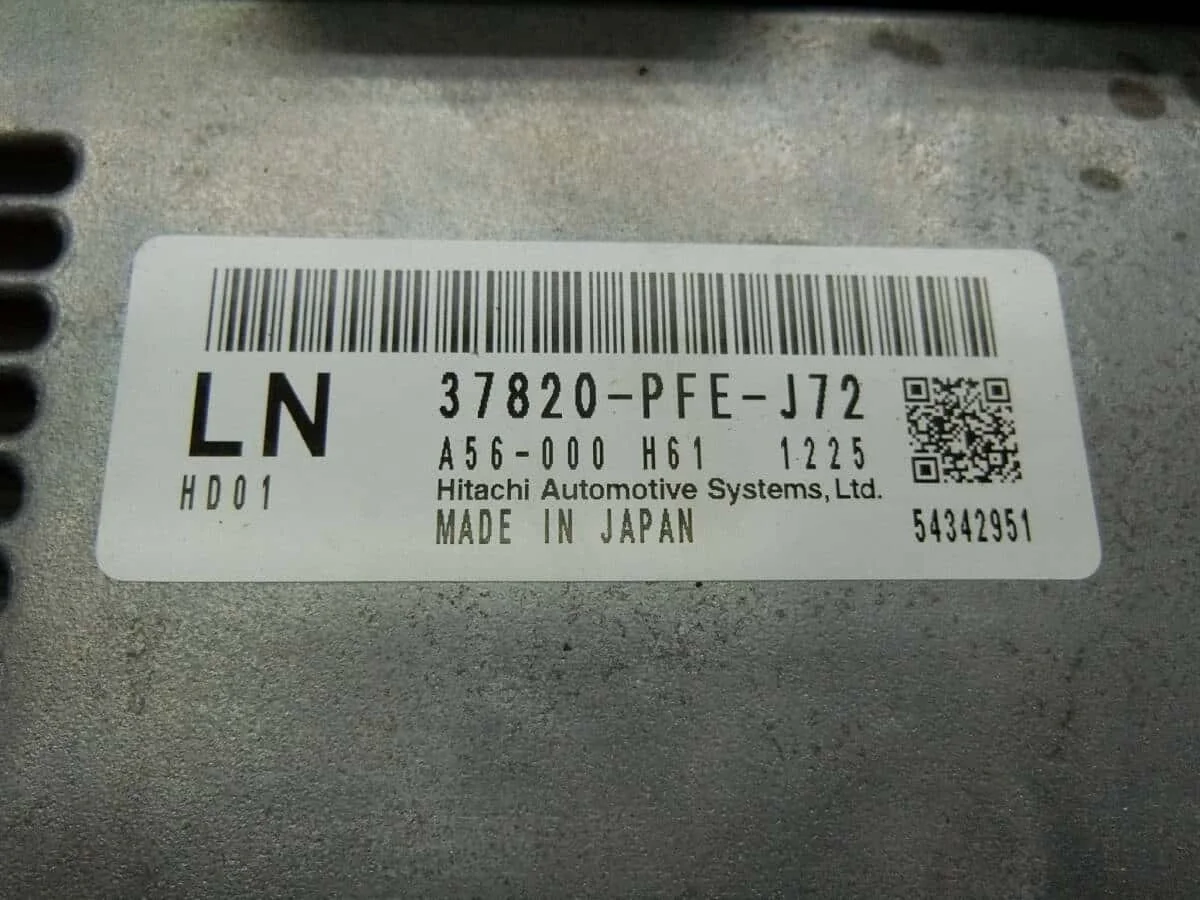 LN
37820-PFE-J72
A56-000 H61 1225
HD01
Hitachi Automotive Systems, Ltd.
MADE IN JAPAN
54342951